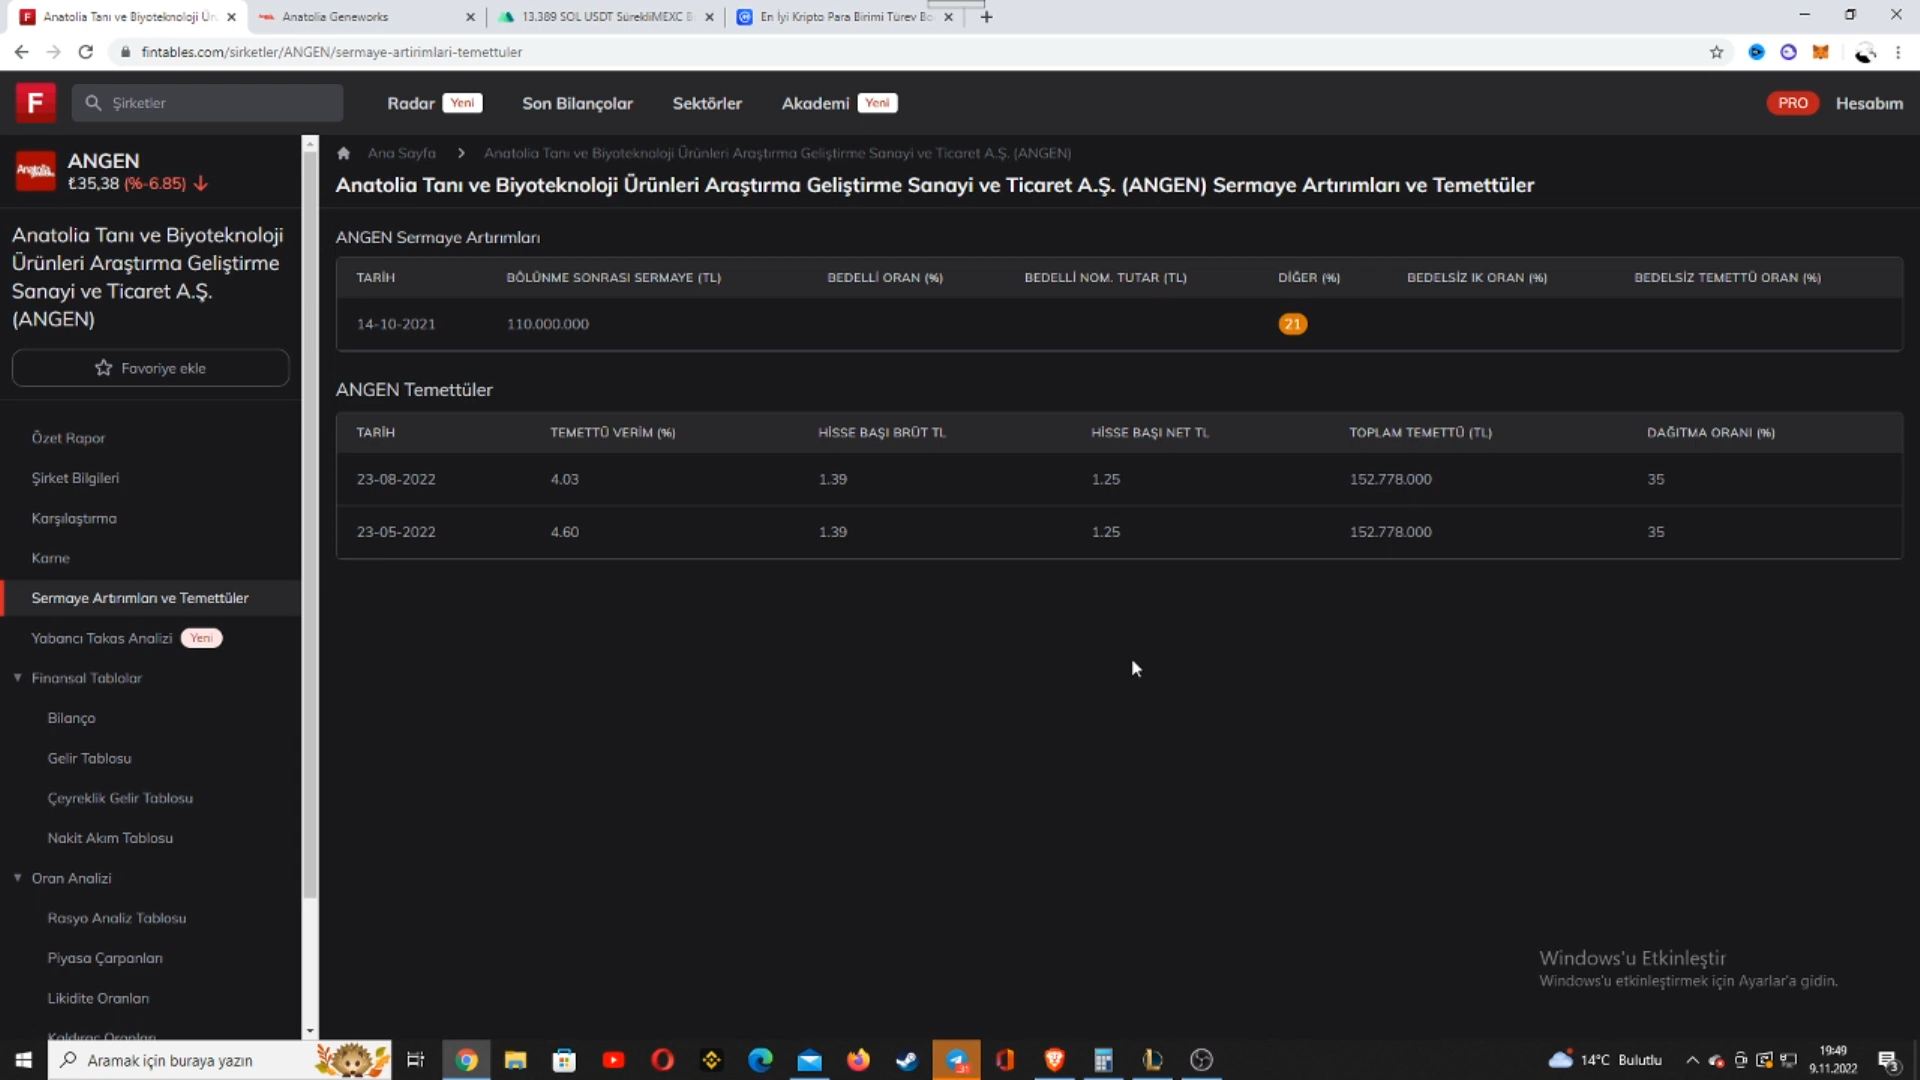 Anatolia Tanı ve Biyoteknoloji Ür
Anatolia Geneworks
13.389 SOL USDT SürekliMEXC B
En İyi Kripto Para Birimi Türev Bo
fintables.com/sirketler/ANGEN/sermaye-artirimlari-temettuler
F
Şirketler
Radar Yeni
Son Bilançolar
Sektörler
Akademi Yeni
PRO
Hesabım
Anatolia
ANGEN
₺35,38 (%-6.85)
Anatolia Tanı ve Biyoteknoloji
Ürünleri Araştırma Geliştirme
Sanayi ve Ticaret A.Ş.
(ANGEN)
Favoriye ekle
Özet Rapor
Şirket Bilgileri
Karşılaştırma
Karne
Sermaye Artırımları ve Temettüler
Yabancı Takas Analizi Yeni
Finansal Tablolar
Bilanço
Gelir Tablosu
Çeyreklik Gelir Tablosu
Nakit Akım Tablosu
Oran Analizi
Rasyo Analiz Tablosu
Piyasa Çarpanları
Likidite Oranları
Kaldıraç Oranları
Ana Sayfa > Anatolia Tanı ve Biyoteknoloji Ürünleri Araştırma Geliştirme Sanayi ve Ticaret A.Ş. (ANGEN)
Anatolia Tanı ve Biyoteknoloji Ürünleri Araştırma Geliştirme Sanayi ve Ticaret A.Ş. (ANGEN) Sermaye Artırımları ve Temettüler
ANGEN Sermaye Artırımları
TARİH BÖLÜNME SONRASI SERMAYE (TL) BEDELLİ ORAN (%) BEDELLİ NOM. TUTAR (TL) DİĞER (%) BEDELSİZ IK ORAN (%) BEDELSİZ TEMETTÜ ORAN (%)
14-10-2021 110.000.000 21
ANGEN Temettüler
TARİH TEMETTÜ VERİM (%) HİSSE BAŞI BRÜT TL HİSSE BAŞI NET TL TOPLAM TEMETTÜ (TL) DAĞITMA ORANI (%)
23-08-2022 4.03 1.39 1.25 152.778.000 35
23-05-2022 4.60 1.39 1.25 152.778.000 35
Windows'u Etkinleştir
Windows'u etkinleştirmek için Ayarlar'a gidin.
Aramak için buraya yazın
14°C Bulutlu
19:49
9.11.2022
3